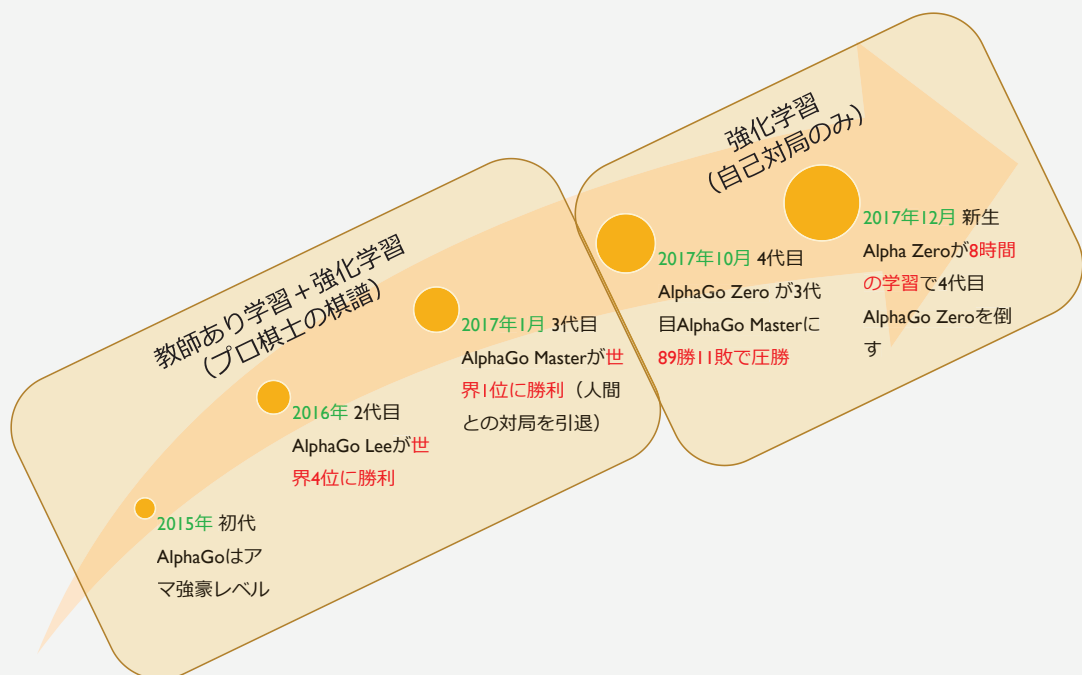 教師あり学習＋強化学習
（プロ棋士の棋譜）
2015年 初代
AlphaGoはア
マ強豪レベル
2016年 2代目
AlphaGo Leeが世
界4位に勝利
2017年1月 3代目
AlphaGo Masterが世
界1位に勝利（人間
との対局を引退）
強化学習
（自己対局のみ）
2017年10月 4代目
AlphaGo Zero が3代
目AlphaGo Masterに
89勝11敗で圧勝
2017年12月 新生
Alpha Zeroが8時間
の学習で4代目
AlphaGo Zeroを倒
す